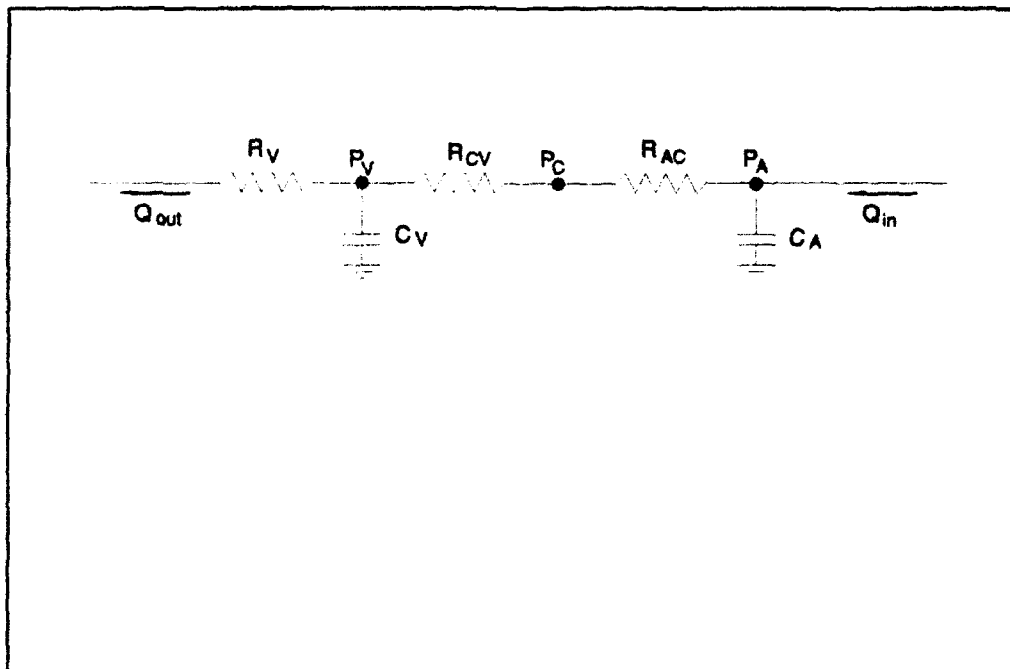 R_V P_V R_CV P_C R_AC P_A
Q_out C_V C_A Q_in